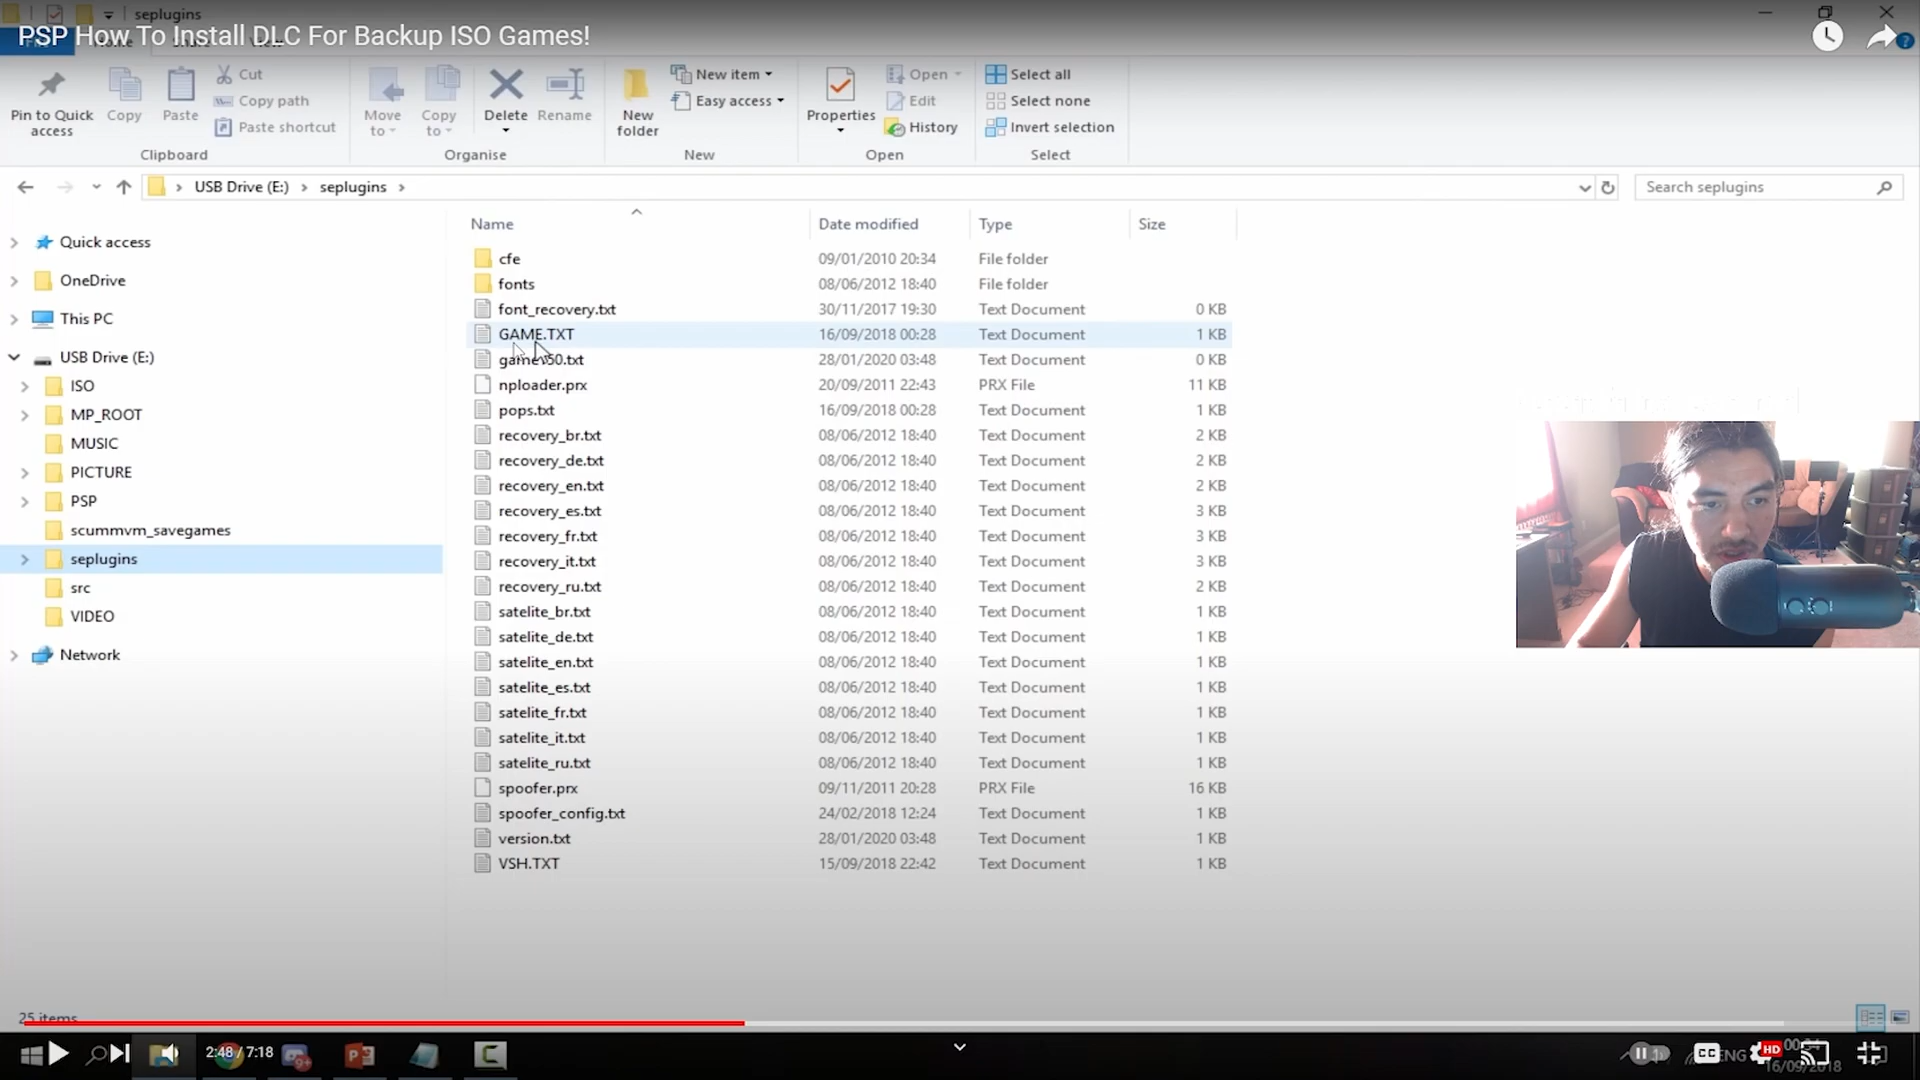 seplugins
PSP How To Install DLC For Backup ISO Games!
Pin to Quick access
Copy
Paste
Cut
Copy path
Paste shortcut
Clipboard
Move to
Copy to
Delete
Rename
Organise
New folder
New item
Easy access
New
Properties
Open
Edit
History
Open
Select all
Select none
Invert selection
Select
USB Drive (E:)
seplugins
Search seplugins
Quick access
OneDrive
This PC
USB Drive (E:)
ISO
MP_ROOT
MUSIC
PICTURE
PSP
scummvm_savegames
seplugins
src
VIDEO
Network
Name Date modified Type Size
cfe 09/01/2010 20:34 File folder
fonts 08/06/2012 18:40 File folder
font_recovery.txt 30/11/2017 19:30 Text Document 0 KB
GAME.TXT 16/09/2018 00:28 Text Document 1 KB
28/01/2020 03:48 Text Document 0 KB
nploader.prx 20/09/2011 22:43 PRX File 11 KB
pops.txt 16/09/2018 00:28 Text Document 1 KB
recovery_br.txt 08/06/2012 18:40 Text Document 2 KB
recovery_de.txt 08/06/2012 18:40 Text Document 2 KB
recovery_en.txt 08/06/2012 18:40 Text Document 2 KB
recovery_es.txt 08/06/2012 18:40 Text Document 3 KB
recovery_fr.txt 08/06/2012 18:40 Text Document 3 KB
recovery_it.txt 08/06/2012 18:40 Text Document 3 KB
recovery_ru.txt 08/06/2012 18:40 Text Document 2 KB
satelite_br.txt 08/06/2012 18:40 Text Document 1 KB
satelite_de.txt 08/06/2012 18:40 Text Document 1 KB
satelite_en.txt 08/06/2012 18:40 Text Document 1 KB
satelite_es.txt 08/06/2012 18:40 Text Document 1 KB
satelite_fr.txt 08/06/2012 18:40 Text Document 1 KB
satelite_it.txt 08/06/2012 18:40 Text Document 1 KB
satelite_ru.txt 08/06/2012 18:40 Text Document 1 KB
spoofer.prx 09/11/2011 20:28 PRX File 16 KB
spoofer_config.txt 24/02/2018 12:24 Text Document 1 KB
version.txt 28/01/2020 03:48 Text Document 1 KB
VSH.TXT 15/09/2018 22:42 Text Document 1 KB
25 items
2:48 / 7:18
CC
ENG
HD
16/09/2018